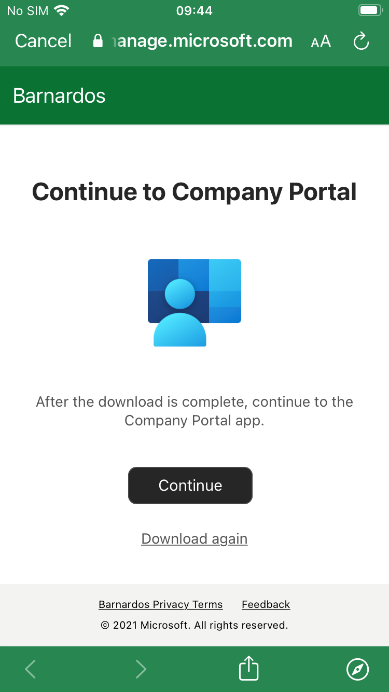 No SIM 09:44
Cancel anage.microsoft.com AA
Barnardos
Continue to Company Portal
After the download is complete, continue to the
Company Portal app.
Continue
Download again
Barnardos Privacy Terms Feedback
© 2021 Microsoft. All rights reserved.